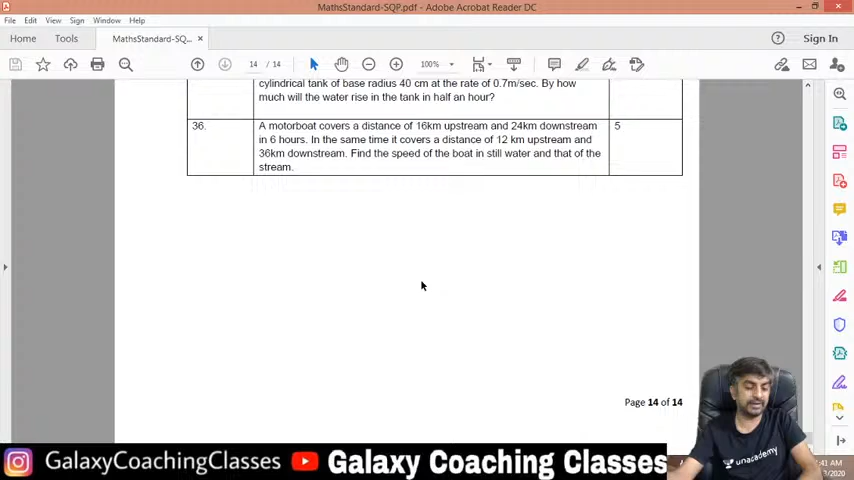 MathsStandard-SQP.pdf - Adobe Acrobat Reader DC
File Edit View Sign Window Help
Home Tools MathsStandard-SQ... × Sign In
14 / 14 100%
cylindrical tank of base radius 40 cm at the rate of 0.7m/sec. By how
much will the water rise in the tank in half an hour?
36. A motorboat covers a distance of 16km upstream and 24km downstream 5
in 6 hours. In the same time it covers a distance of 12 km upstream and
36km downstream. Find the speed of the boat in still water and that of the
stream.
Page 14 of 14
unacademy
GalaxyCoachingClasses Galaxy Coaching Classes
:41 AM
/2020